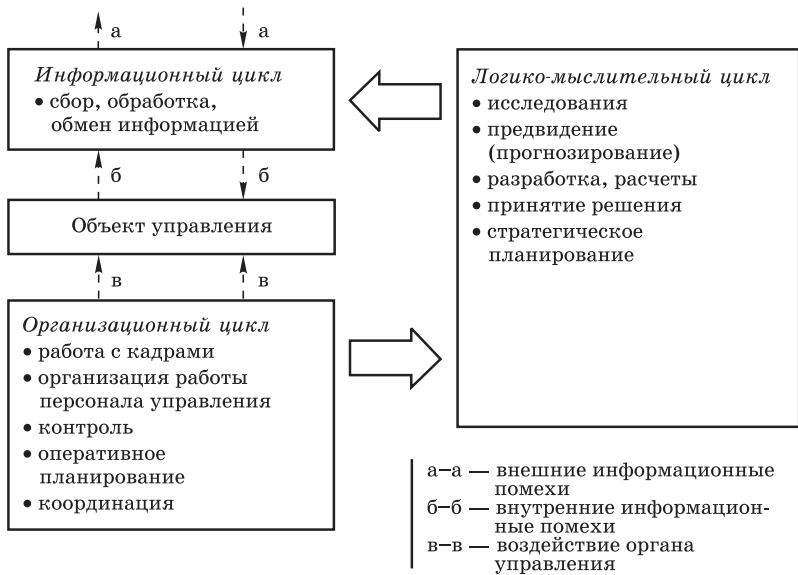 а а
Информационный цикл
• сбор, обработка,
обмен информацией
б б
Объект управления
в в
Организационный цикл
• работа с кадрами
• организация работы
персонала управления
• контроль
• оперативное
планирование
• координация
Логико-мыслительный цикл
• исследования
• предвидение
(прогнозирование)
• разработка, расчеты
• принятие решения
• стратегическое
планирование
а–а — внешние информационные
помехи
б–б — внутренние информацион-
ные помехи
в–в — воздействие органа
управления